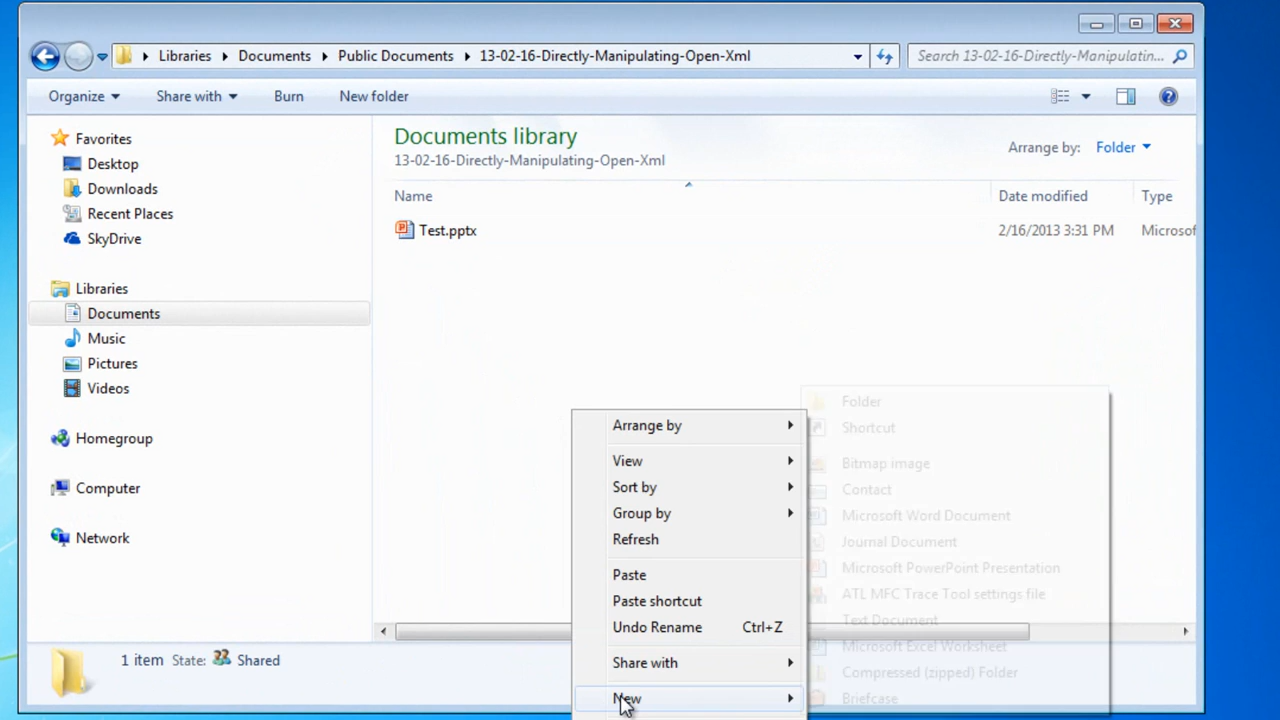 Libraries Documents Public Documents 13-02-16-Directly-Manipulating-Open-Xml Search 13-02-16-Directly-Manipulatin...
Organize Share with Burn New folder
Favorites
Desktop
Downloads
Recent Places
SkyDrive
Libraries
Documents
Music
Pictures
Videos
Homegroup
Computer
Network
Documents library
13-02-16-Directly-Manipulating-Open-Xml
Arrange by: Folder
Name Date modified Type
Test.pptx 2/16/2013 3:31 PM Microsof
Arrange by
View
Sort by
Group by
Refresh
Paste
Paste shortcut
Undo Rename Ctrl+Z
Share with
New
Folder
Shortcut
Bitmap image
Contact
Microsoft Word Document
Journal Document
Microsoft PowerPoint Presentation
ATL MFC Trace Tool settings file
Text Document
Microsoft Excel Worksheet
Compressed (zipped) Folder
Briefcase
1 item State: Shared